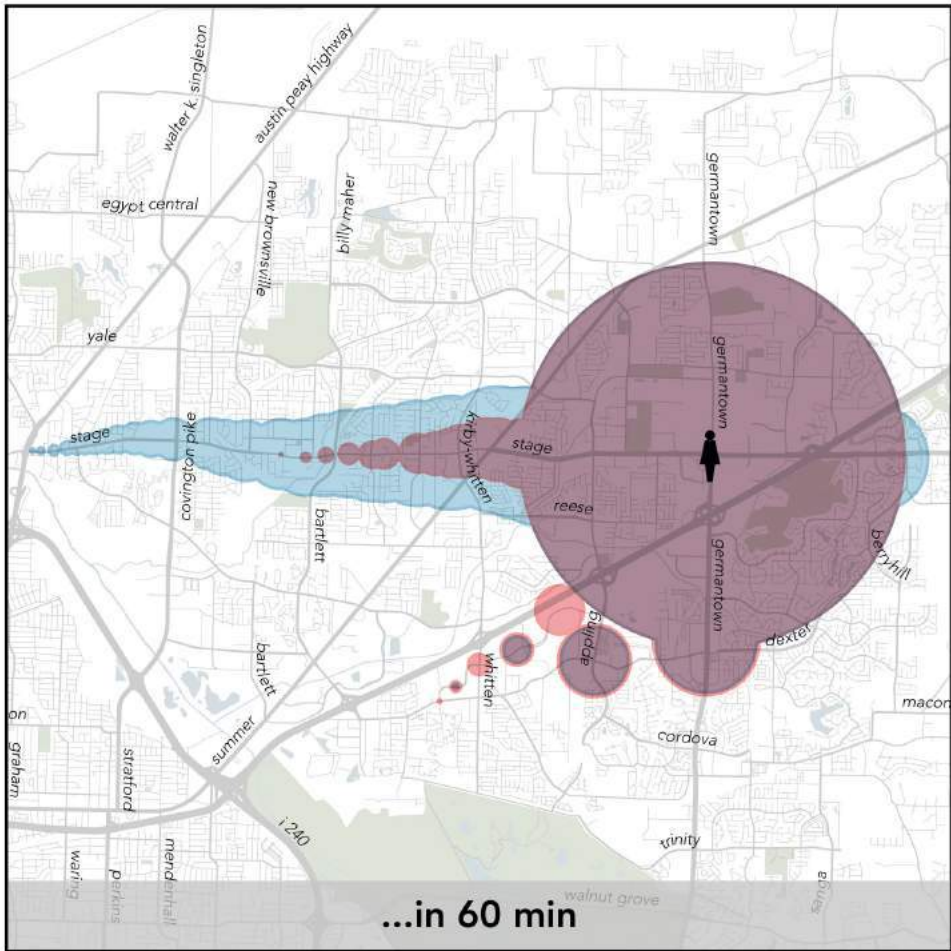 walter k. singleton
austin peay highway
germantown
egypt central
new brownsville
billy maher
yale
germantown
stage
covington pike
kirby-whitten
stage
reese
bartlett
berryhill
germantown
appling
dexter
bartlett
whitten
macon
on
summer
cordova
graham
stratford
i 240
trinity
waring
perkins
mendenhall
walnut grove
sanga
...in 60 min